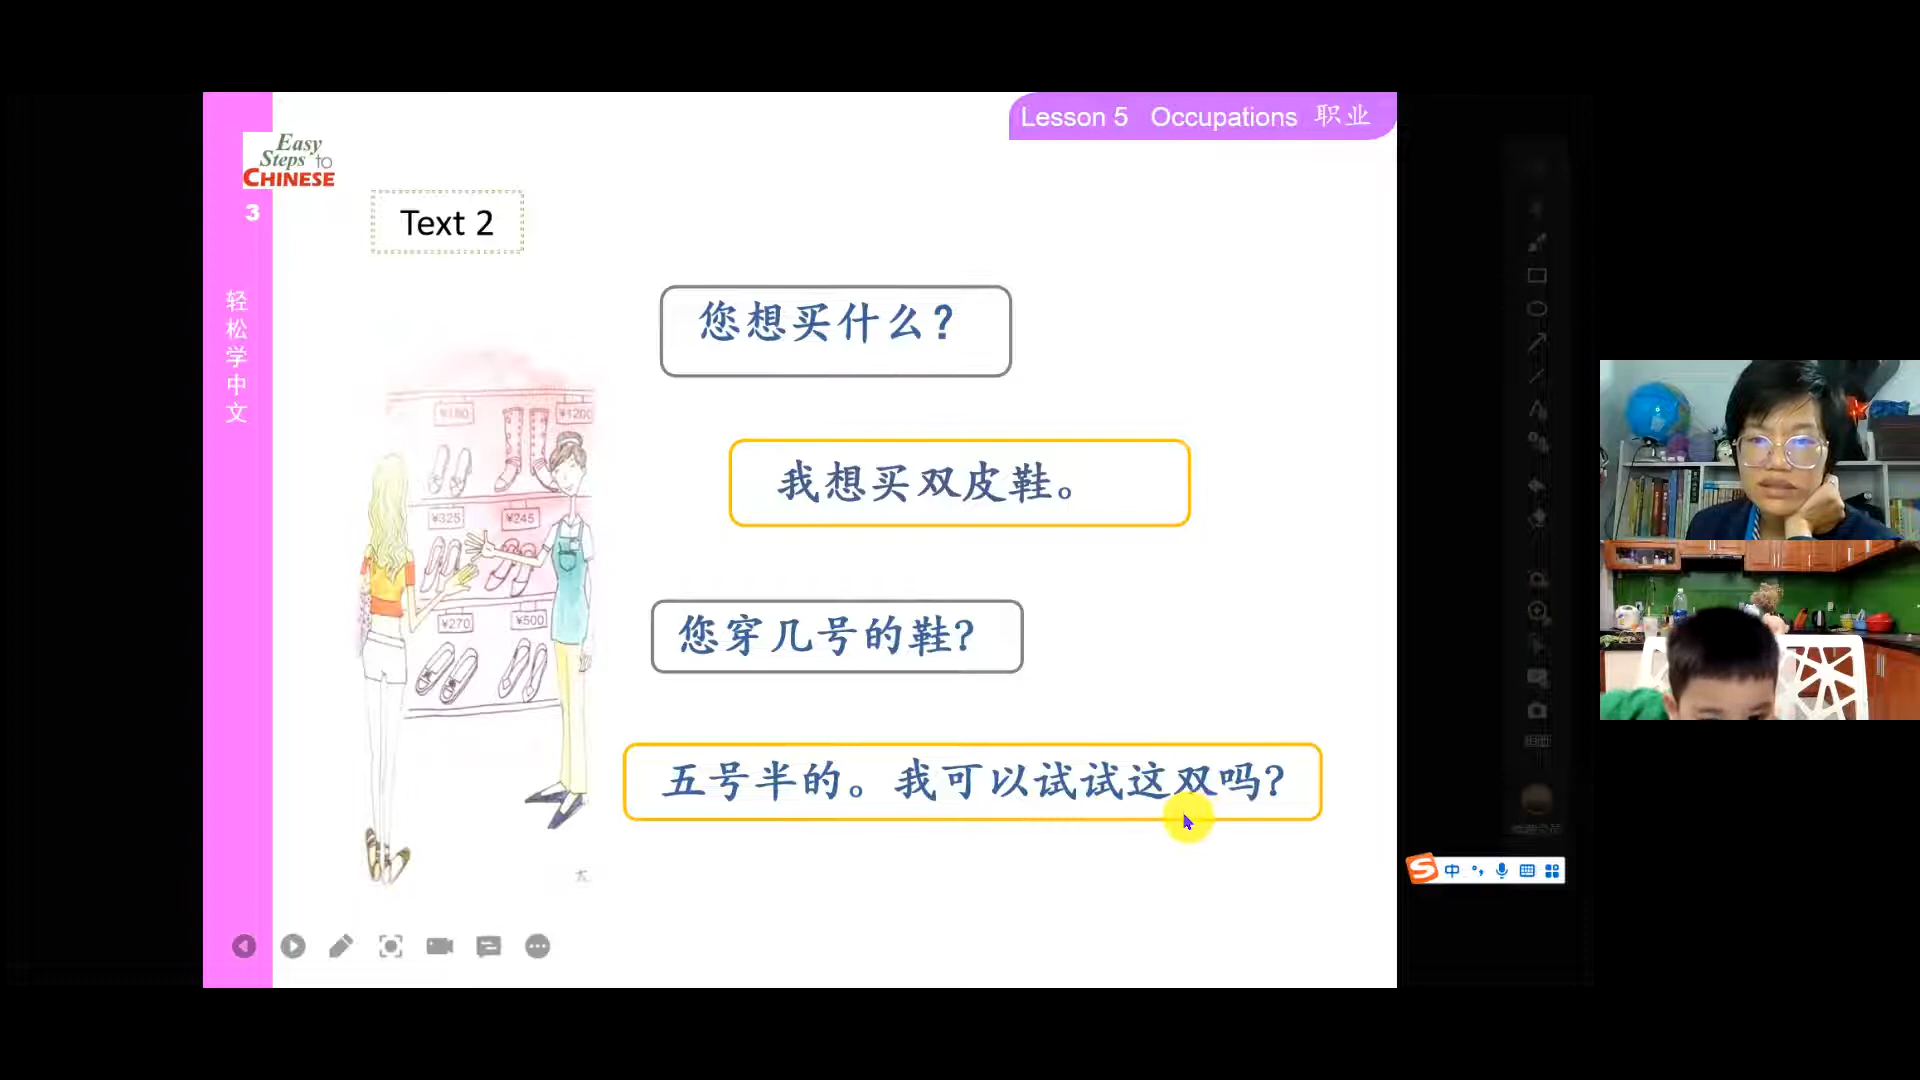 Lesson 5 Occupations 职业
Easy
Steps to
CHINESE
3
轻松学中文
Text 2
您想买什么？
我想买双皮鞋。
您穿几号的鞋？
五号半的。我可以试试这双吗？
¥180
¥1200
¥325
¥245
¥270
¥500
中